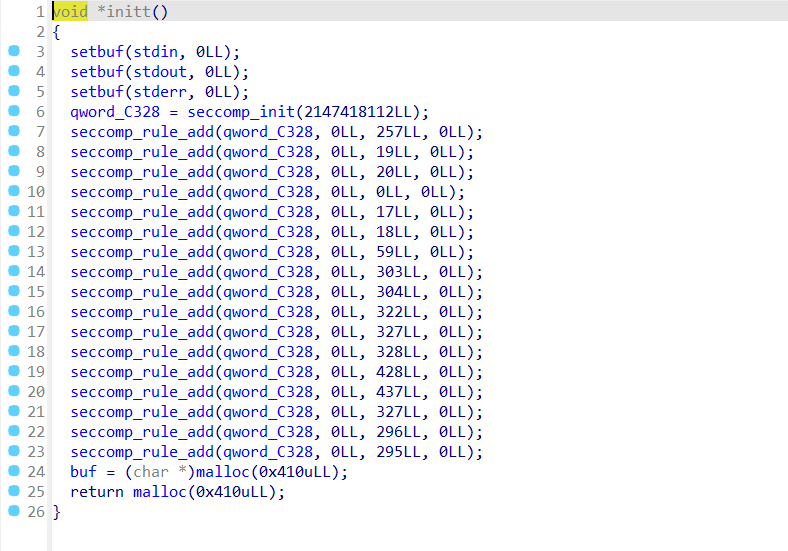 1 void *initt()
2 {
3 setbuf(stdin, 0LL);
4 setbuf(stdout, 0LL);
5 setbuf(stderr, 0LL);
6 qword_C328 = seccomp_init(2147418112LL);
7 seccomp_rule_add(qword_C328, 0LL, 257LL, 0LL);
8 seccomp_rule_add(qword_C328, 0LL, 19LL, 0LL);
9 seccomp_rule_add(qword_C328, 0LL, 20LL, 0LL);
10 seccomp_rule_add(qword_C328, 0LL, 0LL, 0LL);
11 seccomp_rule_add(qword_C328, 0LL, 17LL, 0LL);
12 seccomp_rule_add(qword_C328, 0LL, 18LL, 0LL);
13 seccomp_rule_add(qword_C328, 0LL, 59LL, 0LL);
14 seccomp_rule_add(qword_C328, 0LL, 303LL, 0LL);
15 seccomp_rule_add(qword_C328, 0LL, 304LL, 0LL);
16 seccomp_rule_add(qword_C328, 0LL, 322LL, 0LL);
17 seccomp_rule_add(qword_C328, 0LL, 327LL, 0LL);
18 seccomp_rule_add(qword_C328, 0LL, 328LL, 0LL);
19 seccomp_rule_add(qword_C328, 0LL, 428LL, 0LL);
20 seccomp_rule_add(qword_C328, 0LL, 437LL, 0LL);
21 seccomp_rule_add(qword_C328, 0LL, 327LL, 0LL);
22 seccomp_rule_add(qword_C328, 0LL, 296LL, 0LL);
23 seccomp_rule_add(qword_C328, 0LL, 295LL, 0LL);
24 buf = (char *)malloc(0x410uLL);
25 return malloc(0x410uLL);
26 }